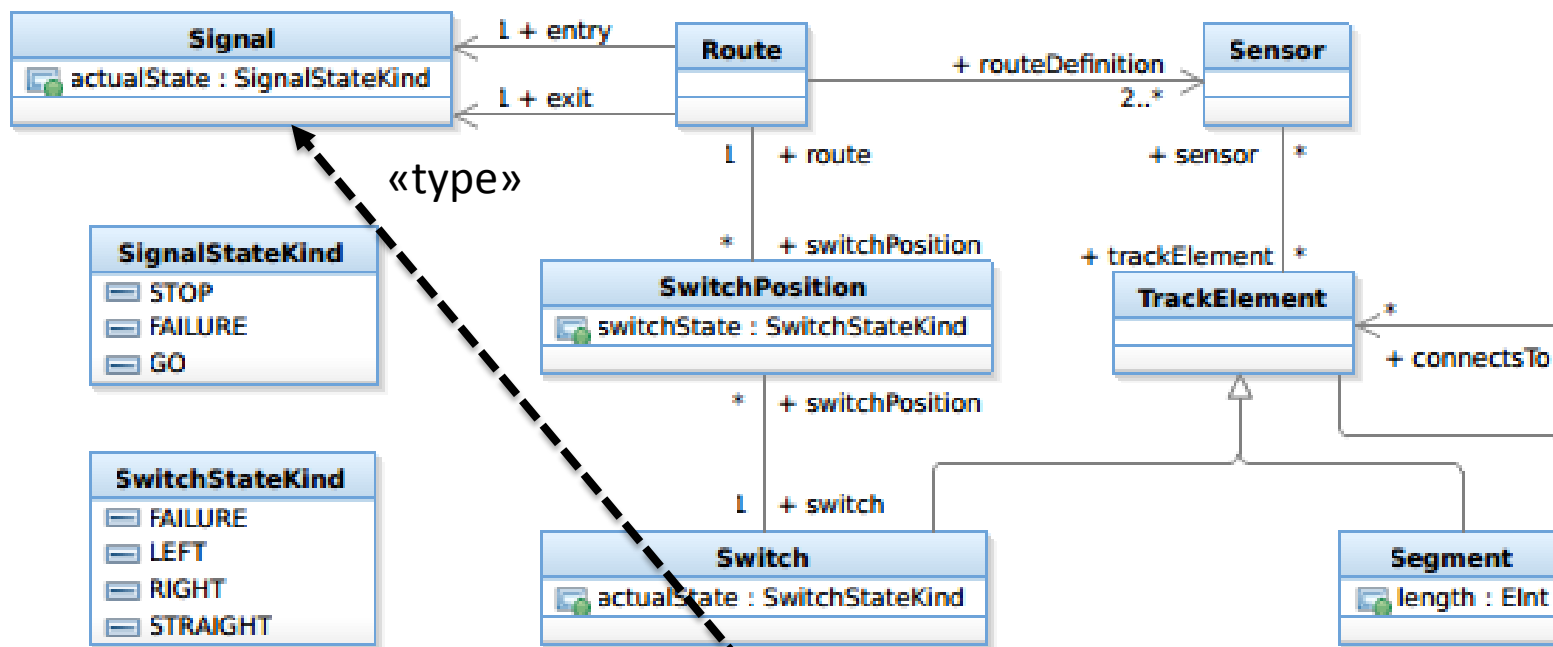 Signal
actualState : SignalStateKind
1 + entry
1 + exit
Route
+ routeDefinition
2..*
Sensor
«type»
1 + route
* + switchPosition
+ sensor *
+ trackElement *
SignalStateKind
STOP
FAILURE
GO
SwitchPosition
switchState : SwitchStateKind
TrackElement
*
+ connectsTo
* + switchPosition
1 + switch
SwitchStateKind
FAILURE
LEFT
RIGHT
STRAIGHT
Switch
actualState : SwitchStateKind
Segment
length : EInt